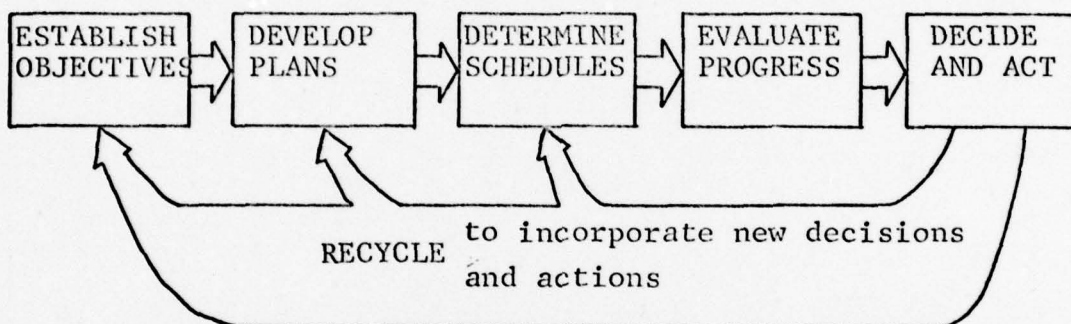 ESTABLISH
OBJECTIVES
DEVELOP
PLANS
DETERMINE
SCHEDULES
EVALUATE
PROGRESS
DECIDE
AND ACT
RECYCLE to incorporate new decisions
and actions